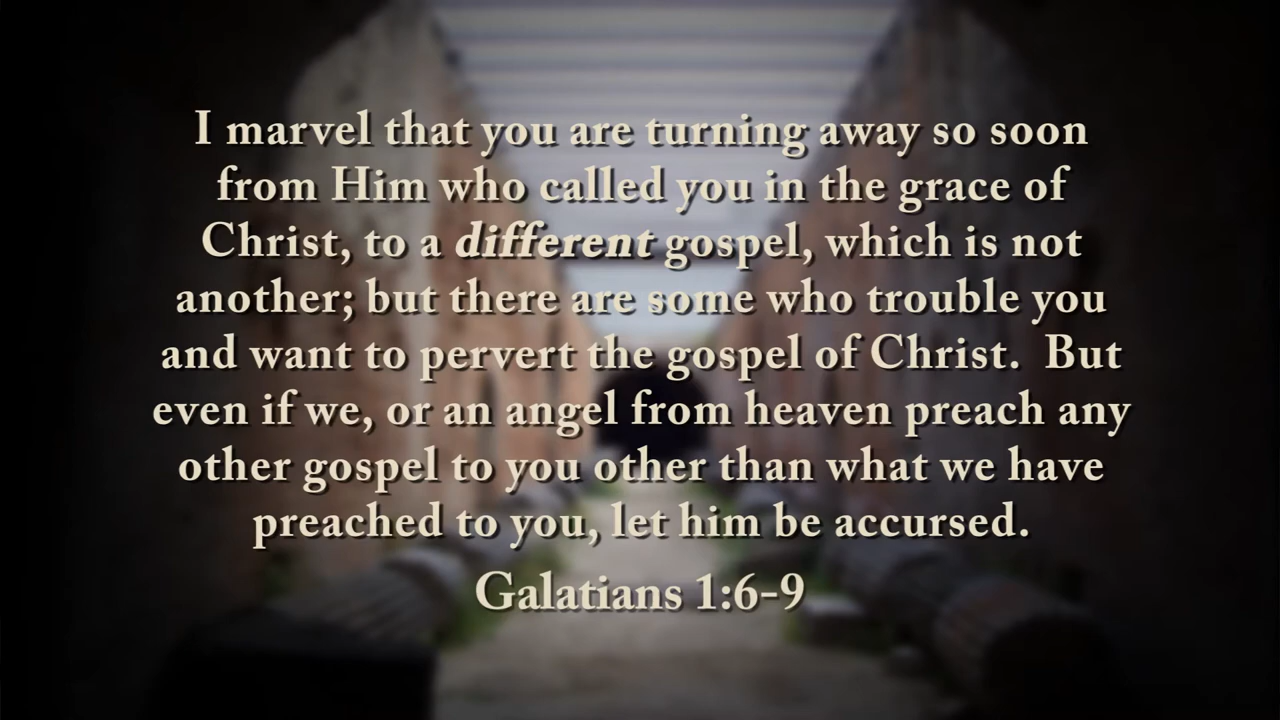 I marvel that you are turning away so soon
from Him who called you in the grace of
Christ, to a different gospel, which is not
another; but there are some who trouble you
and want to pervert the gospel of Christ.  But
even if we, or an angel from heaven preach any
other gospel to you other than what we have
preached to you, let him be accursed.
Galatians 1:6-9